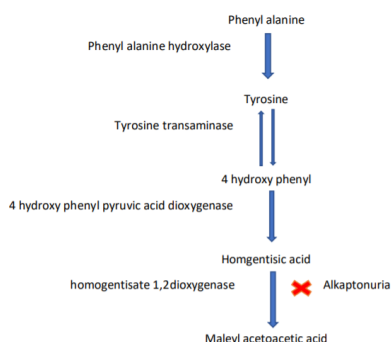 Phenyl alanine
Phenyl alanine hydroxylase
Tyrosine
Tyrosine transaminase
4 hydroxy phenyl
4 hydroxy phenyl pyruvic acid dioxygenase
Homgentisic acid
homogentisate 1,2dioxygenase Alkaptonuria
Maleyl acetoacetic acid